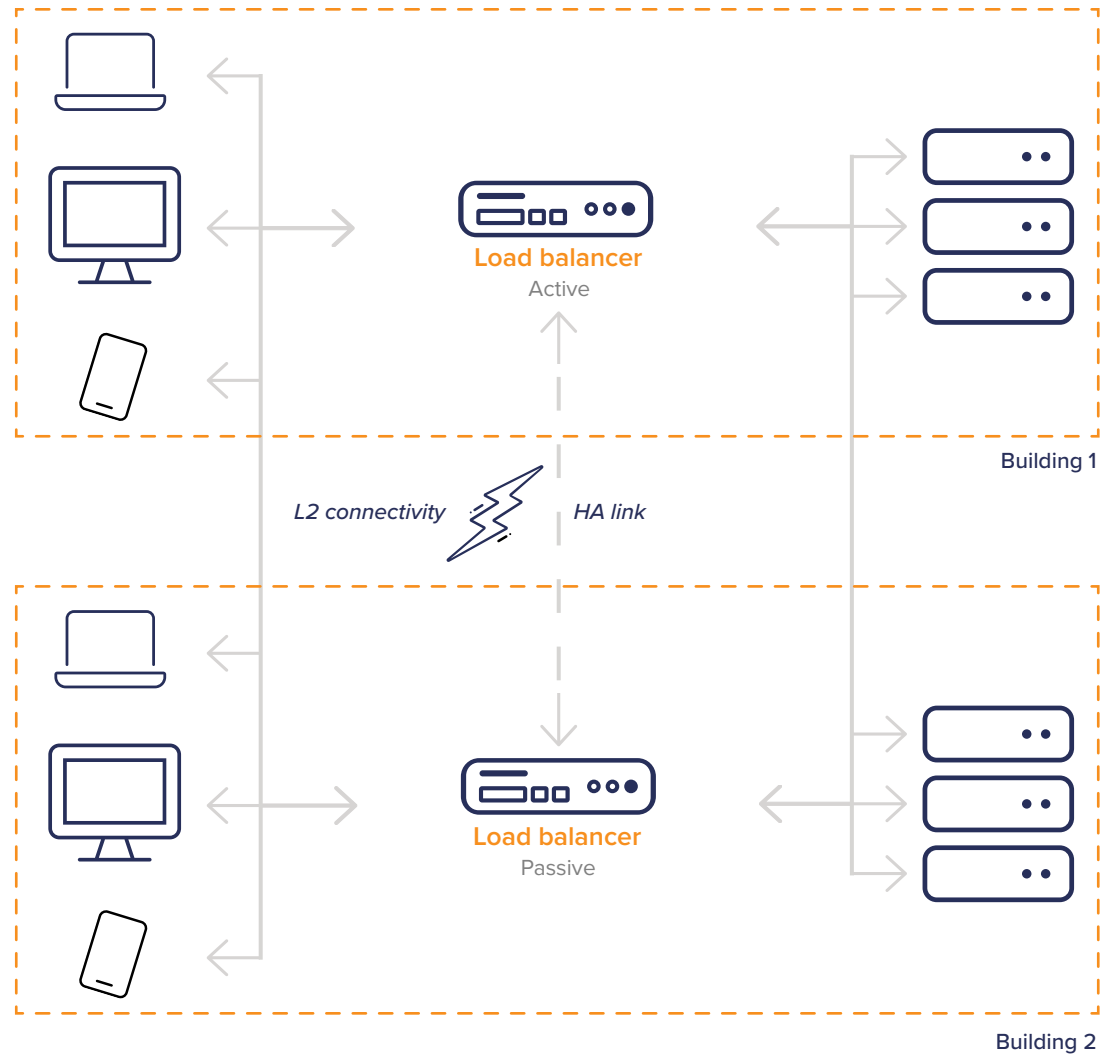 Load balancer
Active
Building 1
L2 connectivity
HA link
Load balancer
Passive
Building 2